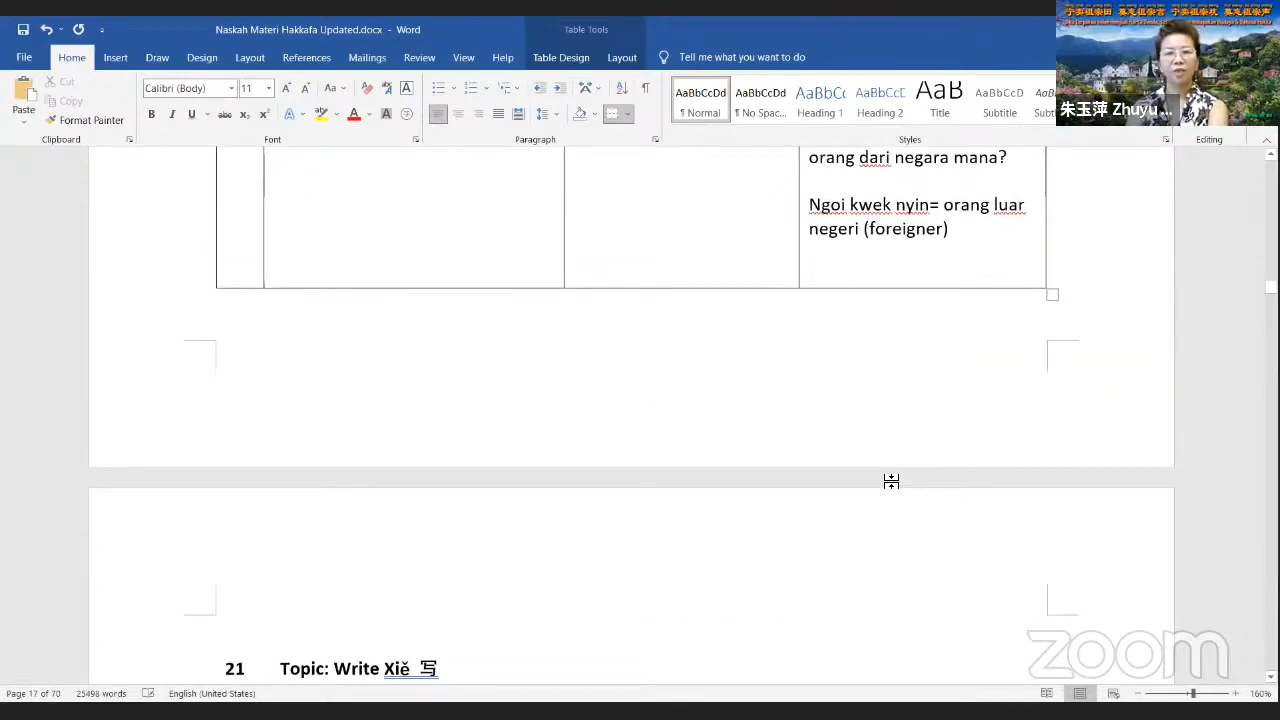 Naskah Materi Hakkafa Updated.docx - Word
Table Tools
File Home Insert Draw Design Layout References Mailings Review View Help Table Design Layout Tell me what you want to do
Paste
Cut
Copy
Format Painter
Calibri (Body) 11
AaBbCcDd AaBbCcDd AaBbCc AaBbCcE AaB AaBbCcD
¶ Normal ¶ No Spac... Heading 1 Heading 2 Title Subtitle
Clipboard Font Paragraph Styles Editing
朱玉萍 Zhuyu ...
orang dari negara mana?
Ngoi kwek nyin= orang luar
negeri (foreigner)
21 Topic: Write Xiě 写
zoom
Page 17 of 70 25498 words English (United States) 160%